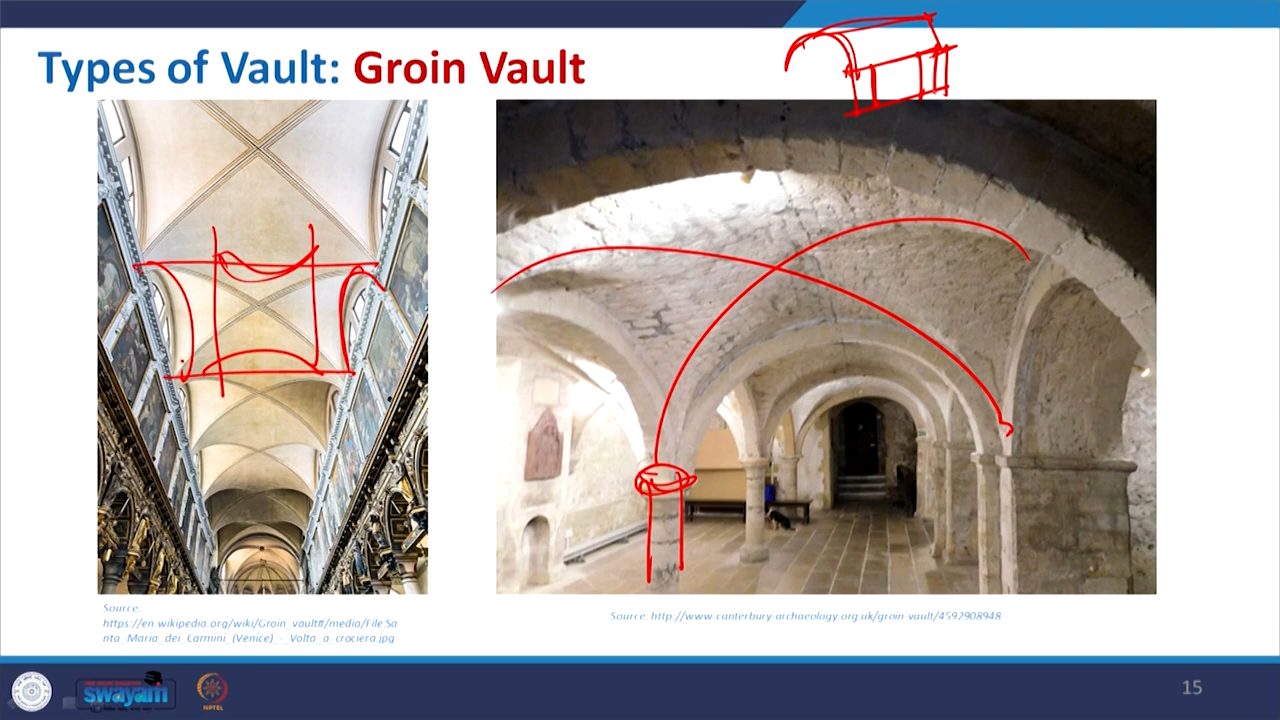 Types of Vault: Groin Vault
Source:
https://en.wikipedia.org/wiki/Groin_vault#/media/File:Sa
nta_Maria_dei_Carmini_(Venice)_-_Volta_a_crociera.jpg
Source: http://www.canterbury-archaeology.org.uk/groin-vault/4592908948
swayam
NPTEL
15